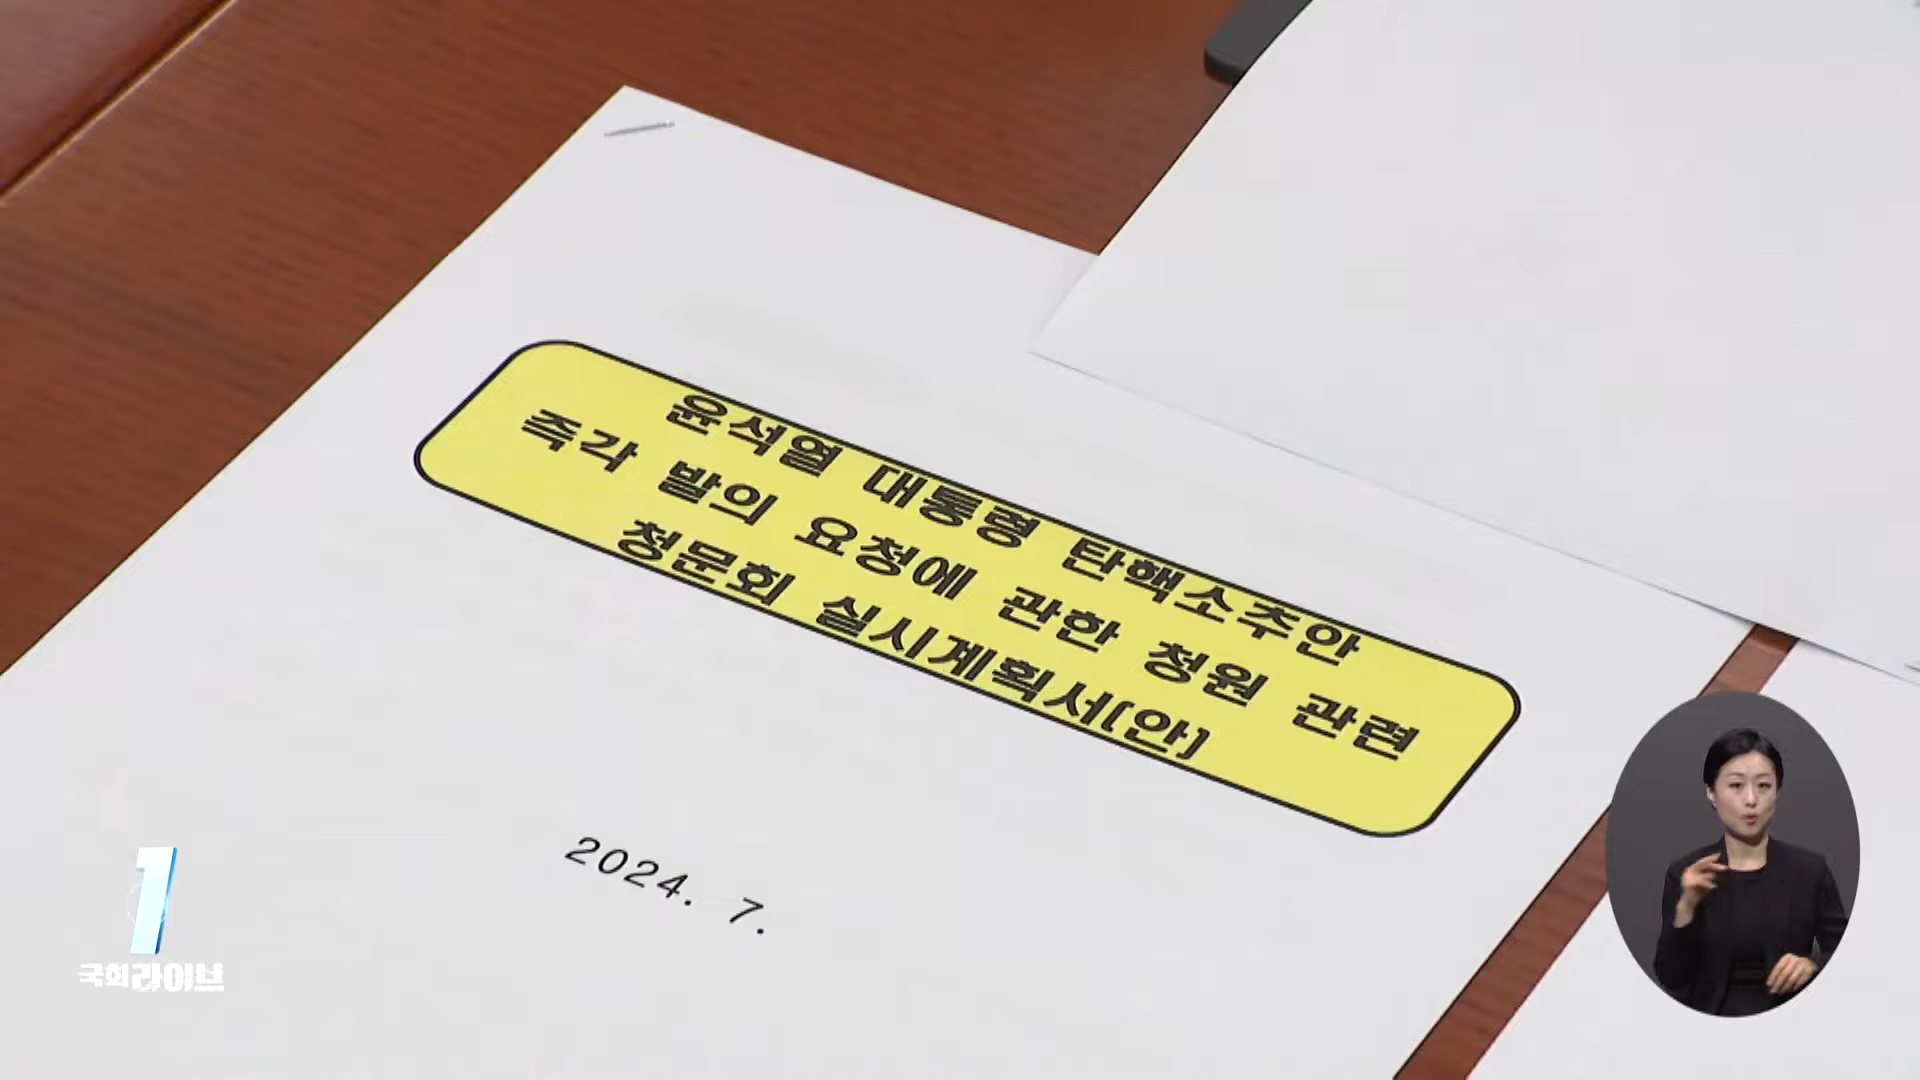 윤석열 대통령 탄핵소추안
즉각 발의 요청에 관한 청원 관련
청문회 실시계획서(안)
2024. 7.
1
국회라이브